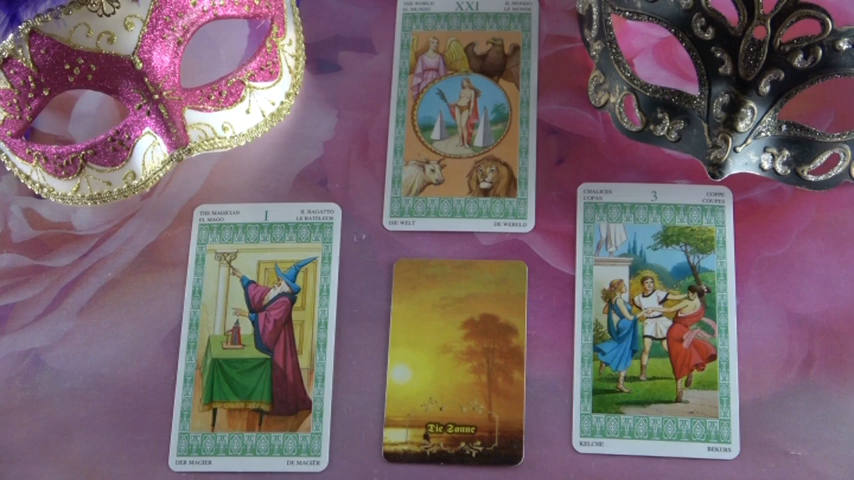 THE WORLD
EL MUNDO
XXI
IL MONDO
LE MONDE
DIE WELT
DE WERELD
THE MAGICIAN
EL MAGO
I
IL BAGATTO
LE BATELEUR
DER MAGIER
DE MAGIËR
Die Sonne
CHALICES
COPAS
3
COPPE
COUPES
KELCHE
BEKERS